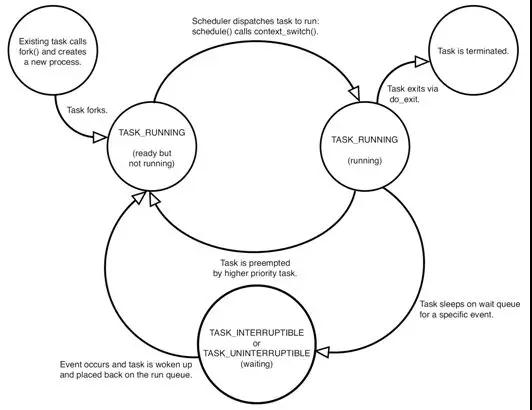 Existing task calls
fork() and creates
a new process.
Scheduler dispatches task to run:
schedule() calls context_switch().
Task is terminated.
Task forks.
Task exits via
do_exit.
TASK_RUNNING
(ready but
not running)
TASK_RUNNING
(running)
Task is preempted
by higher priority task.
Task sleeps on wait queue
for a specific event.
TASK_INTERRUPTIBLE
or
TASK_UNINTERRUPTIBLE
(waiting)
Event occurs and task is woken up
and placed back on the run queue.